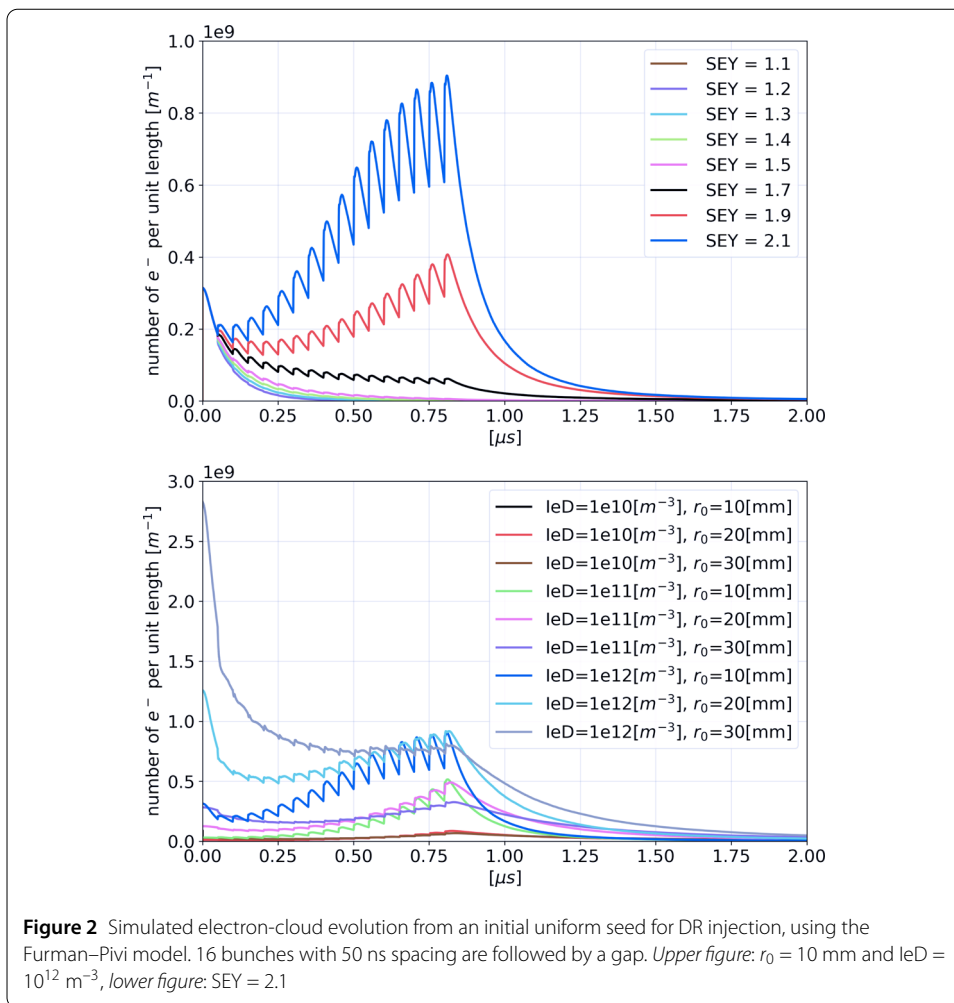 1e9
1.0
0.8
0.6
0.4
0.2
0.0
number of e⁻ per unit length [m⁻¹]
SEY = 1.1
SEY = 1.2
SEY = 1.3
SEY = 1.4
SEY = 1.5
SEY = 1.7
SEY = 1.9
SEY = 2.1
0.00 0.25 0.50 0.75 1.00 1.25 1.50 1.75 2.00
[μs]
1e9
3.0
2.5
2.0
1.5
1.0
0.5
0.0
number of e⁻ per unit length [m⁻¹]
IeD=1e10[m⁻³], r₀=10[mm]
IeD=1e10[m⁻³], r₀=20[mm]
IeD=1e10[m⁻³], r₀=30[mm]
IeD=1e11[m⁻³], r₀=10[mm]
IeD=1e11[m⁻³], r₀=20[mm]
IeD=1e11[m⁻³], r₀=30[mm]
IeD=1e12[m⁻³], r₀=10[mm]
IeD=1e12[m⁻³], r₀=20[mm]
IeD=1e12[m⁻³], r₀=30[mm]
0.00 0.25 0.50 0.75 1.00 1.25 1.50 1.75 2.00
[μs]
Figure 2 Simulated electron-cloud evolution from an initial uniform seed for DR injection, using the
Furman–Pivi model. 16 bunches with 50 ns spacing are followed by a gap. Upper figure: r₀ = 10 mm and IeD =
10¹² m⁻³, lower figure: SEY = 2.1